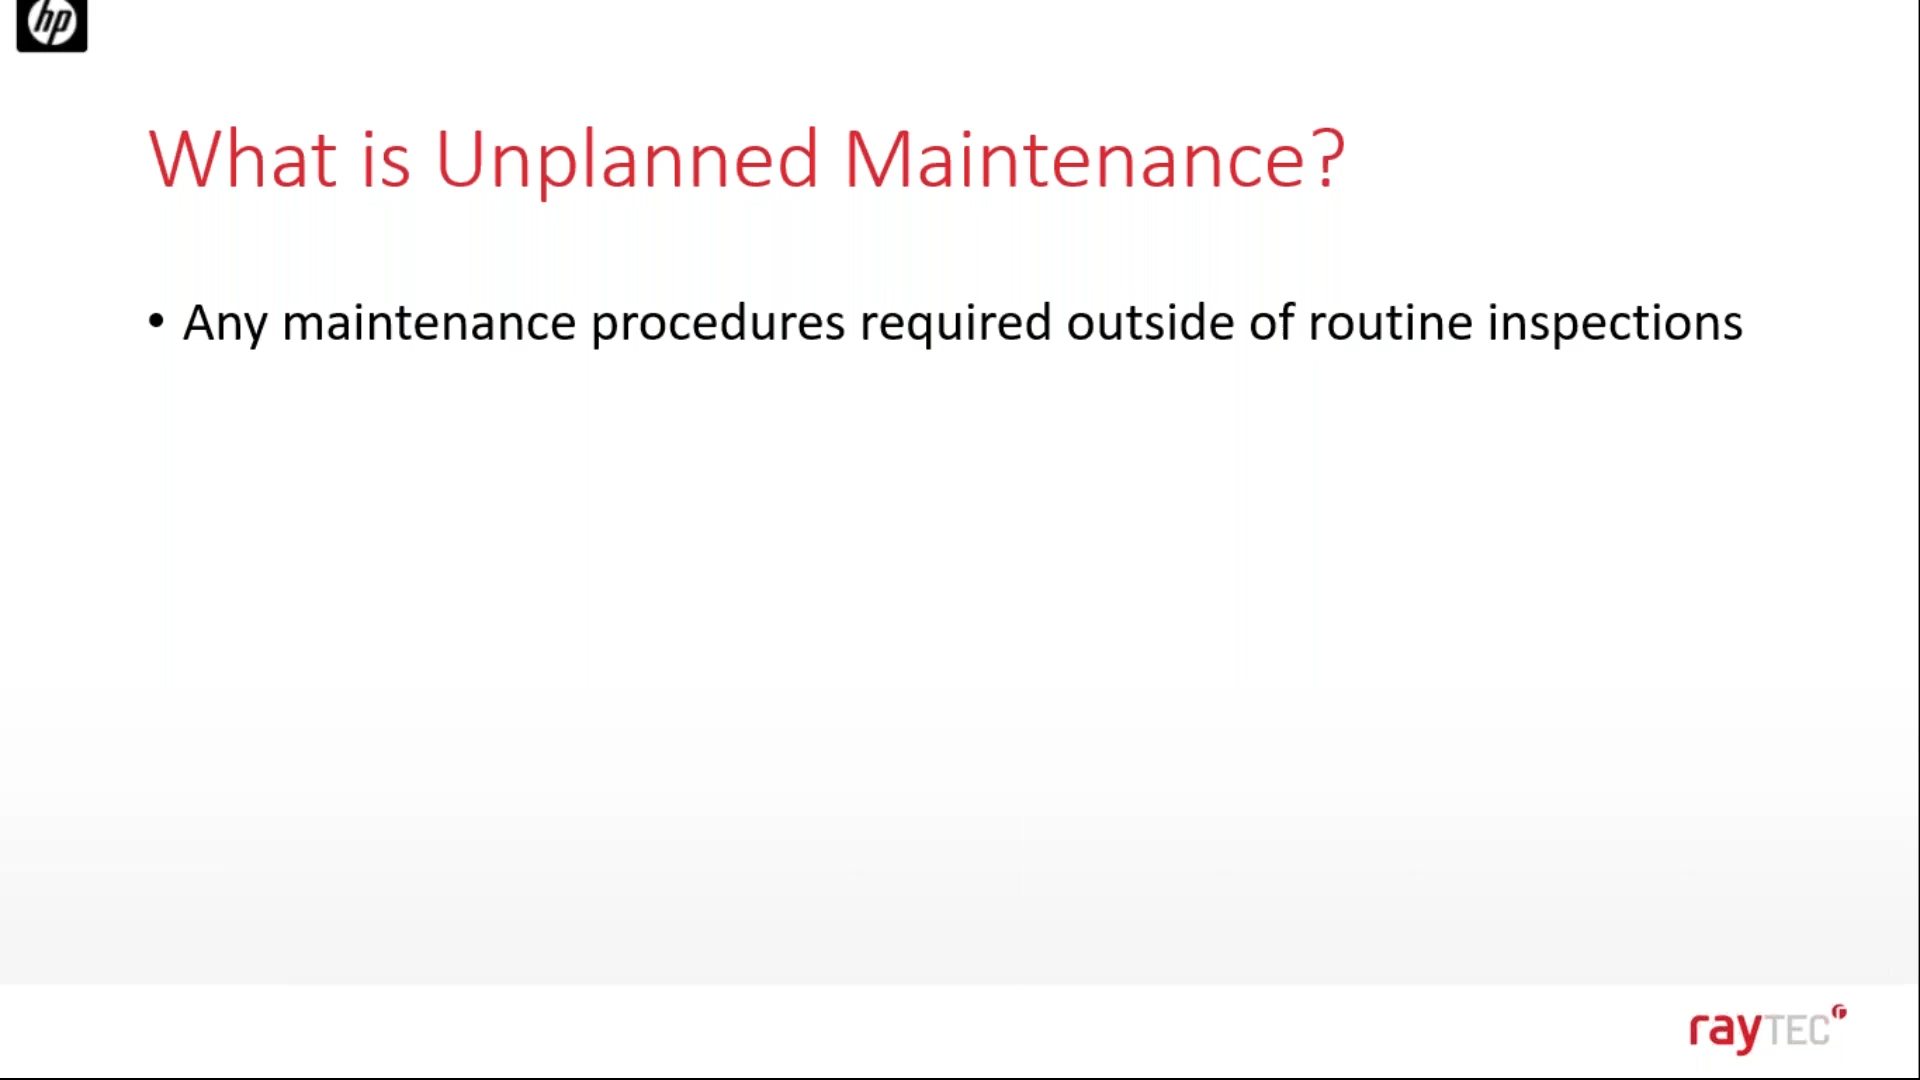 hp
What is Unplanned Maintenance?
• Any maintenance procedures required outside of routine inspections
rayTEC r